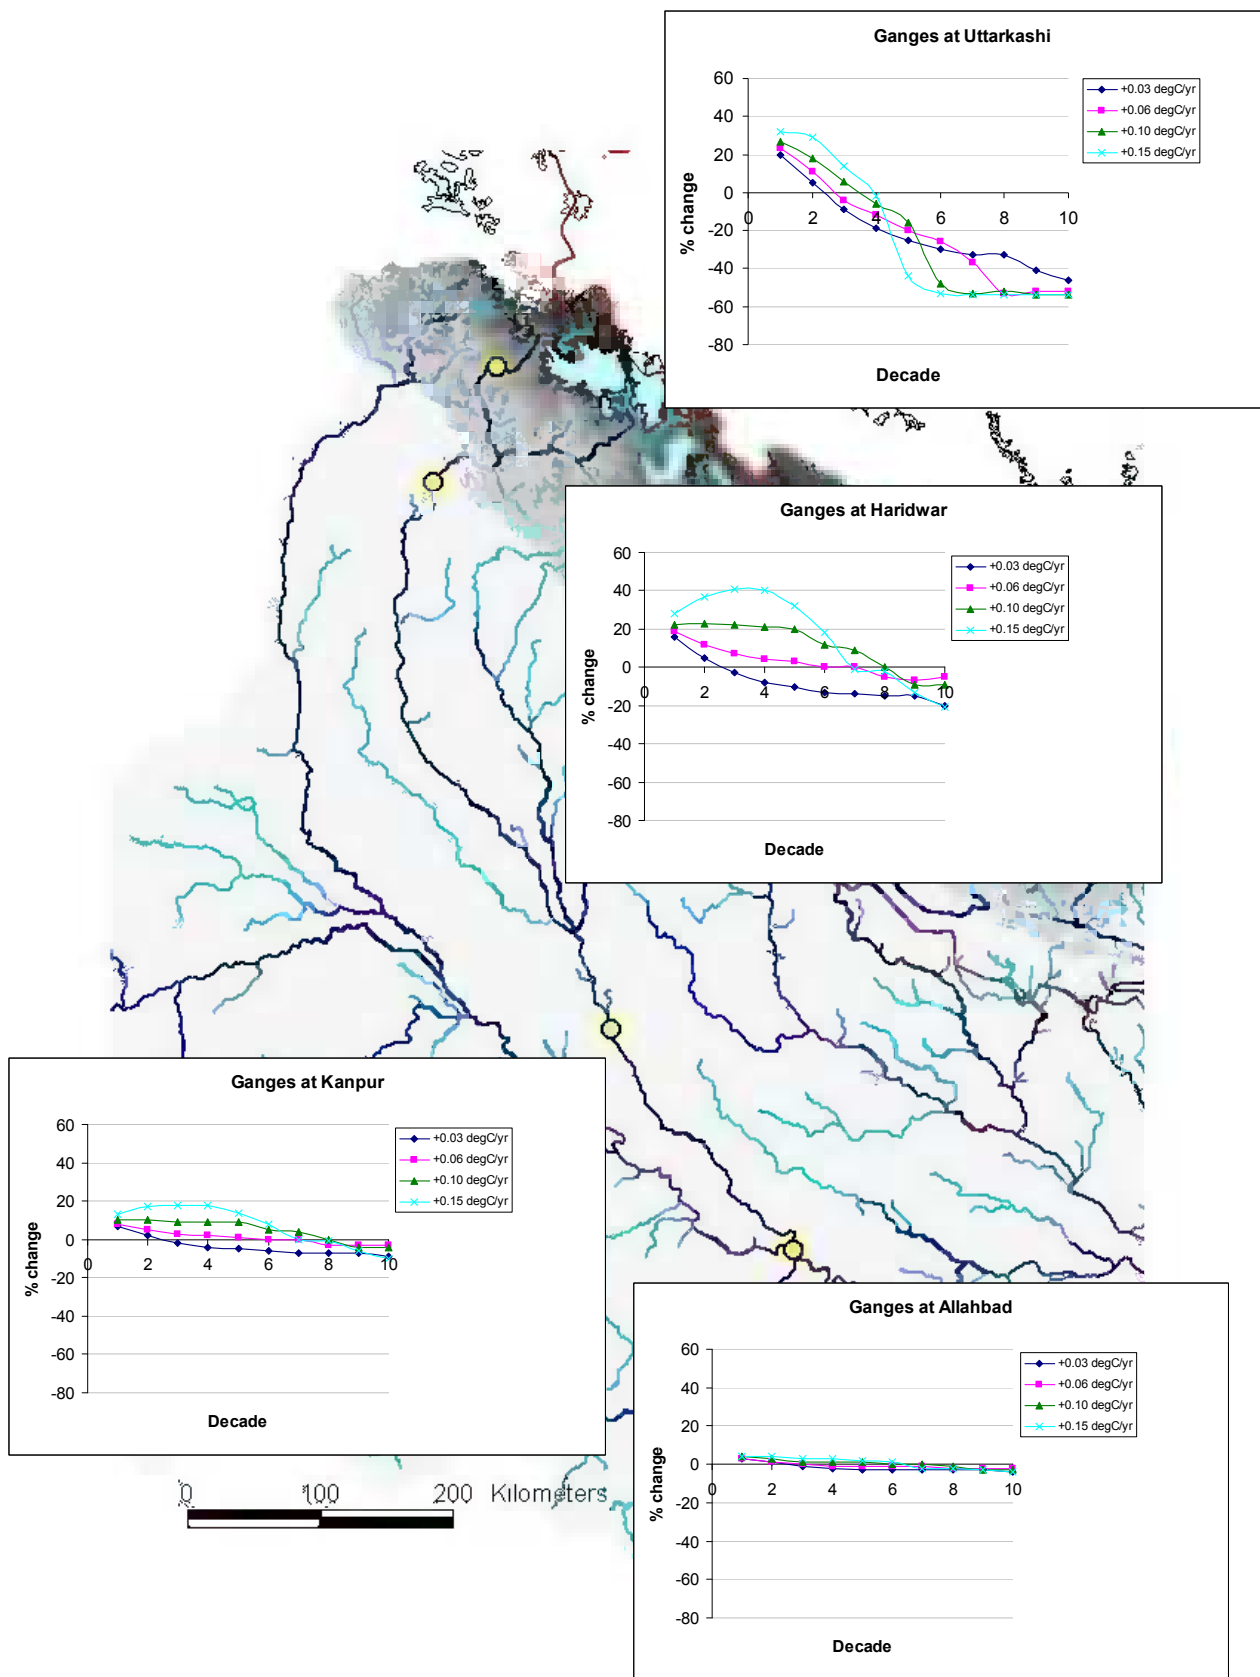 Ganges at Uttarkashi
60
40
20
0
-20
-40
-60
-80
0 2 4 6 8 10
% change
Decade
+0.03 degC/yr
+0.06 degC/yr
+0.10 degC/yr
+0.15 degC/yr
Ganges at Haridwar
60
40
20
0
-20
-40
-60
-80
0 2 4 6 8 10
% change
Decade
+0.03 degC/yr
+0.06 degC/yr
+0.10 degC/yr
+0.15 degC/yr
Ganges at Kanpur
60
40
20
0
-20
-40
-60
-80
0 2 4 6 8 10
% change
Decade
+0.03 degC/yr
+0.06 degC/yr
+0.10 degC/yr
+0.15 degC/yr
Ganges at Allahbad
60
40
20
0
-20
-40
-60
-80
0 2 4 6 8 10
% change
Decade
+0.03 degC/yr
+0.06 degC/yr
+0.10 degC/yr
+0.15 degC/yr
0 100 200 Kilometers